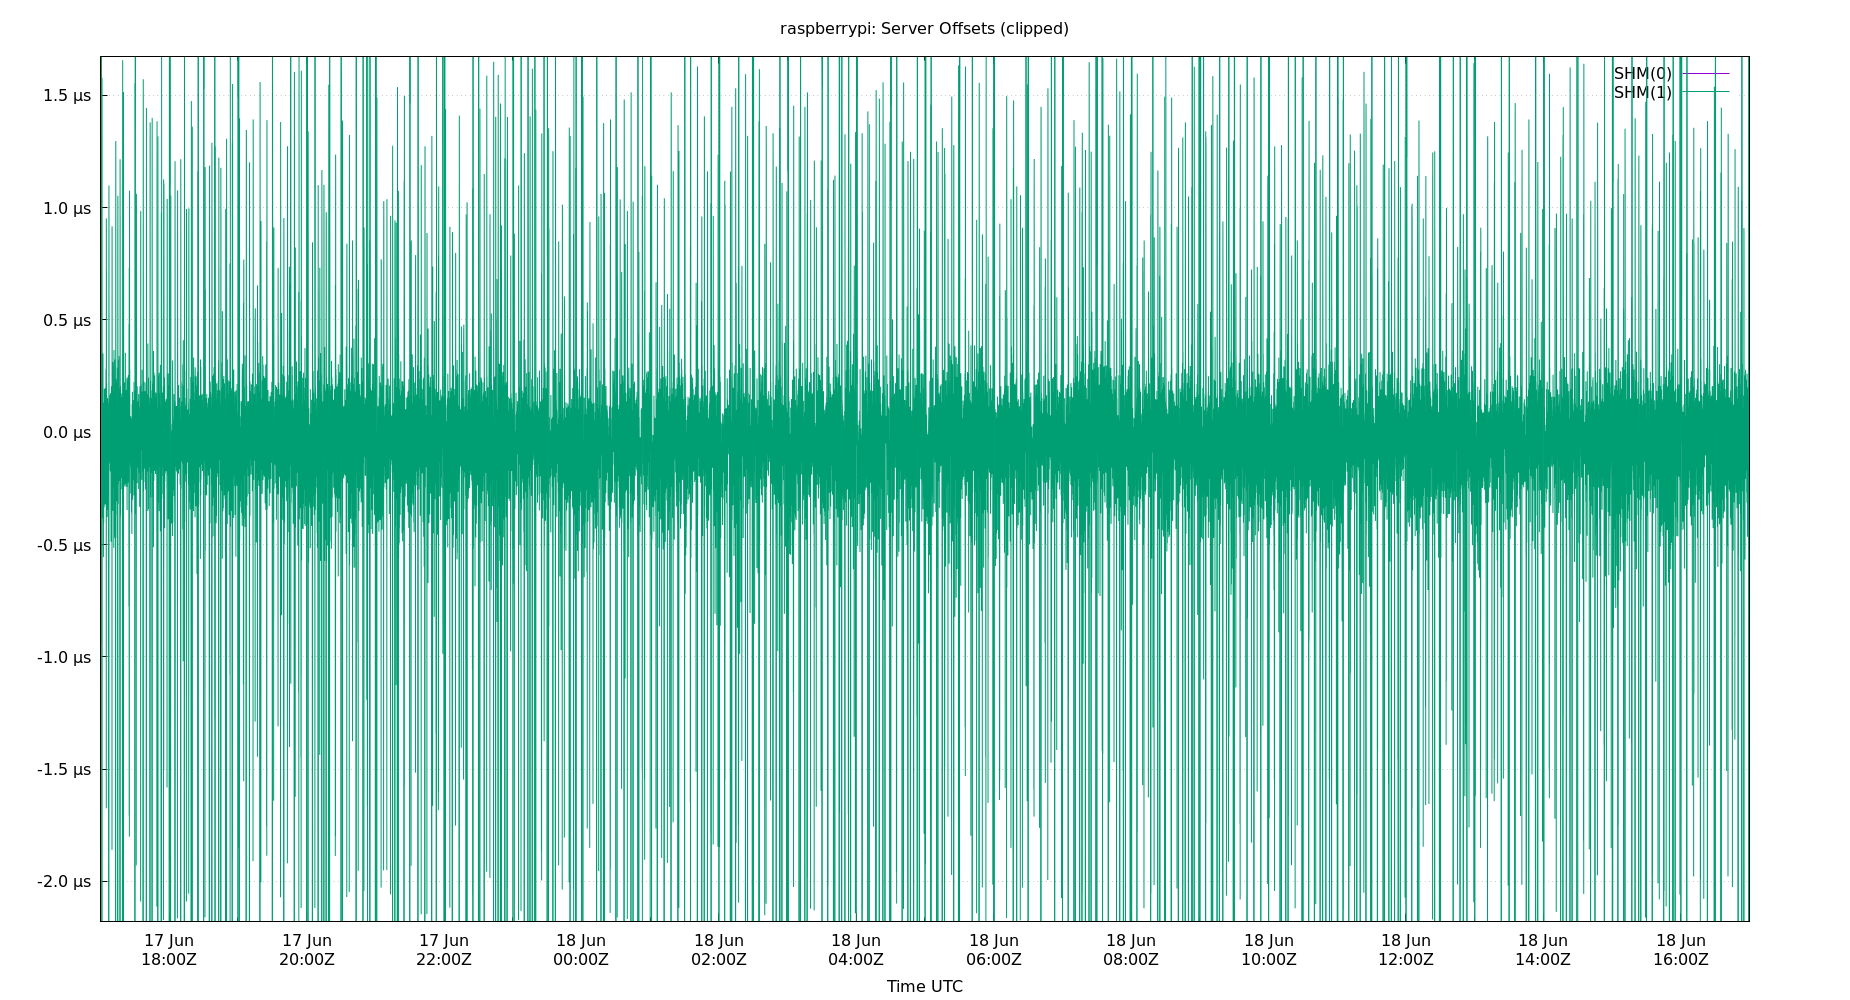 raspberrypi: Server Offsets (clipped)
SHM(0)
SHM(1)
1.5 µs
1.0 µs
0.5 µs
0.0 µs
-0.5 µs
-1.0 µs
-1.5 µs
-2.0 µs
17 Jun 17 Jun 17 Jun 18 Jun 18 Jun 18 Jun 18 Jun 18 Jun 18 Jun 18 Jun 18 Jun 18 Jun
18:00Z 20:00Z 22:00Z 00:00Z 02:00Z 04:00Z 06:00Z 08:00Z 10:00Z 12:00Z 14:00Z 16:00Z
Time UTC